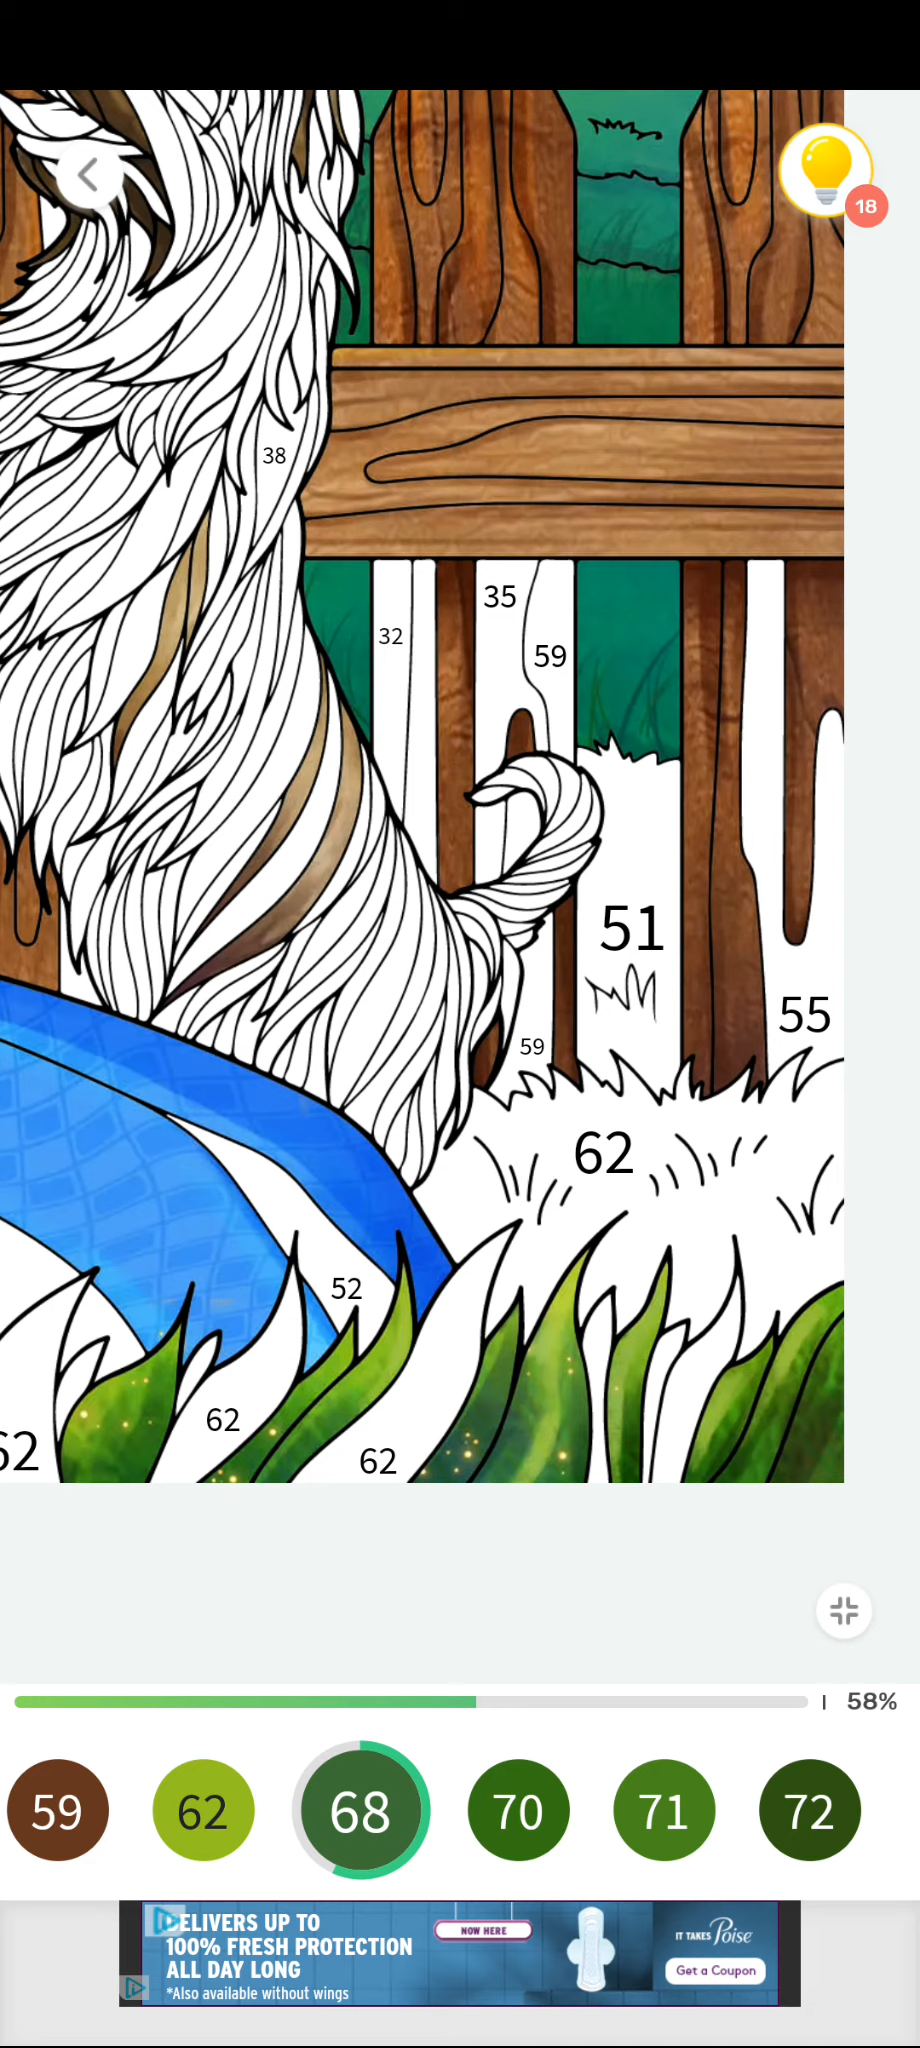 18
38
35
32
59
51
55
59
62
52
62
62
62
58%
59
62
68
70
71
72
DELIVERS UP TO
100% FRESH PROTECTION
ALL DAY LONG
*Also available without wings
NOW HERE
IT TAKES Poise
Get a Coupon